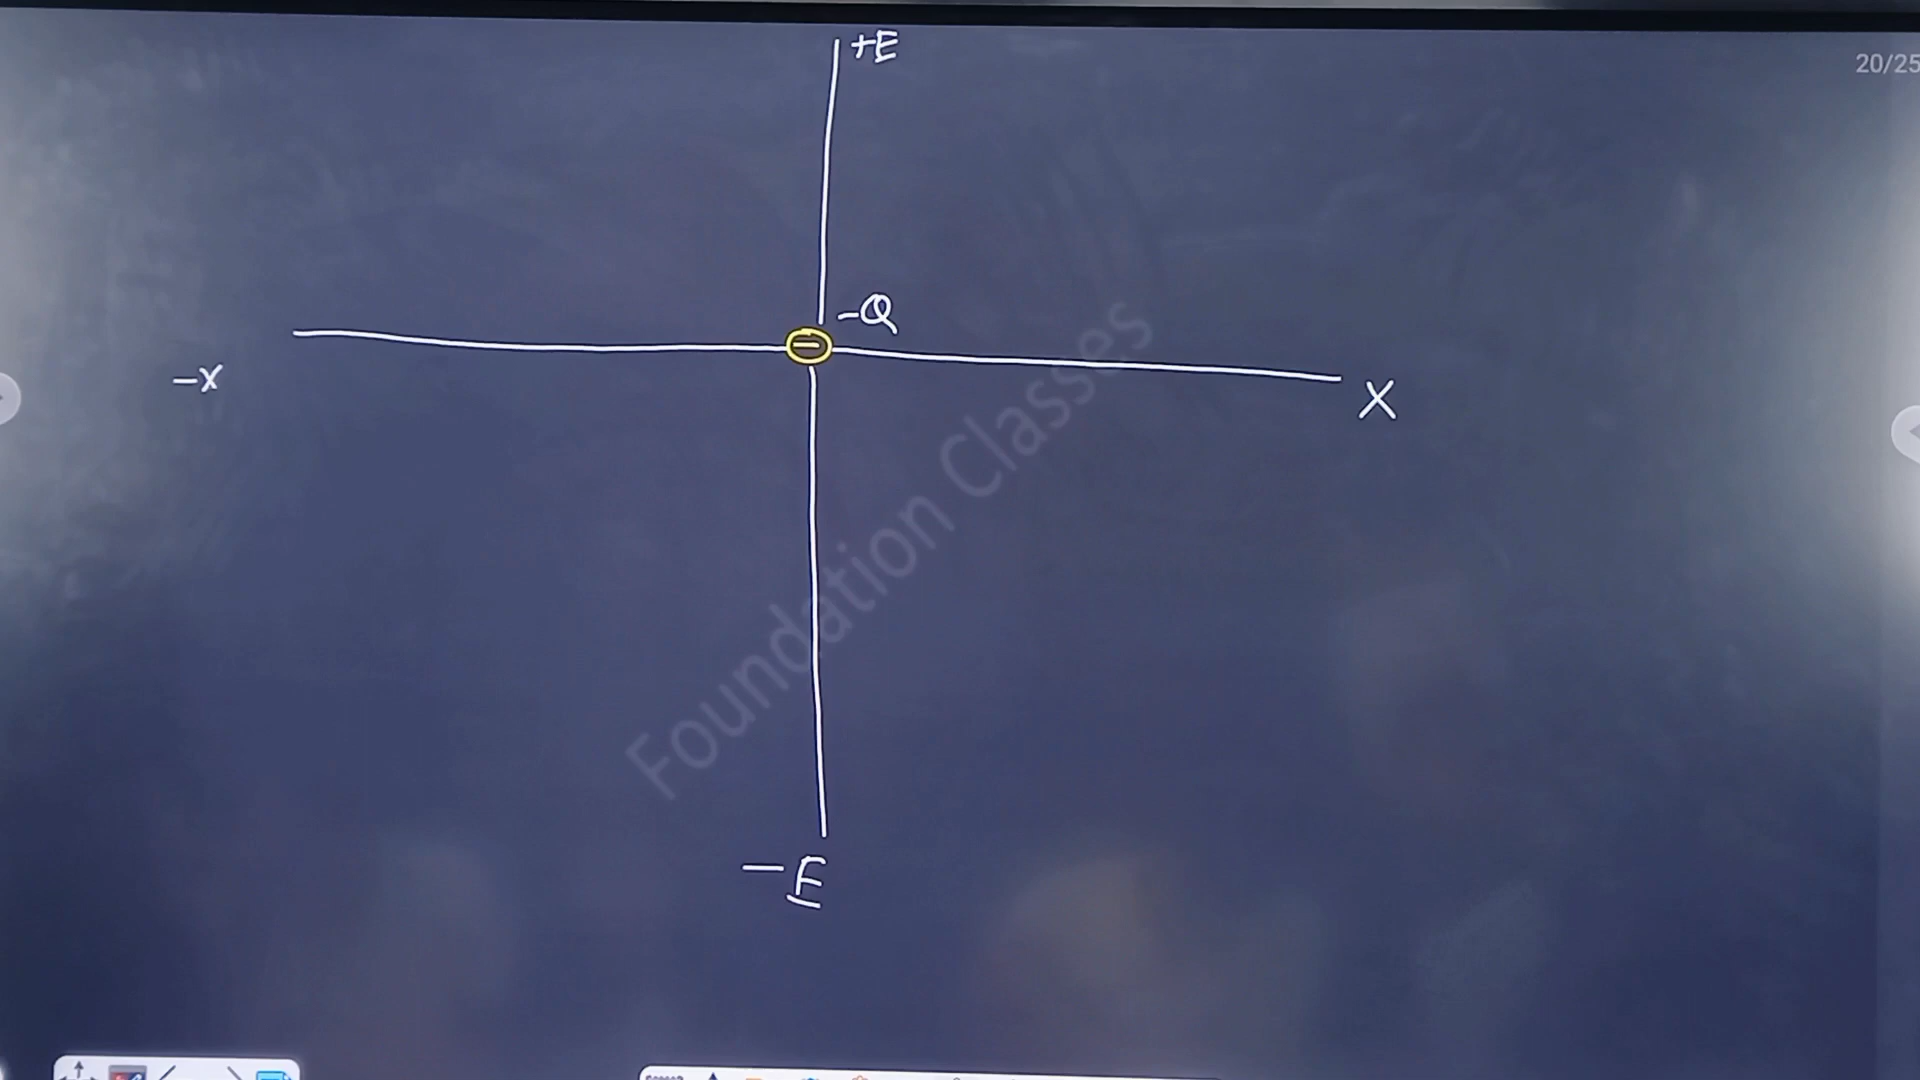 +E
20/25
-Q
-X
X
Foundation Classes
-E